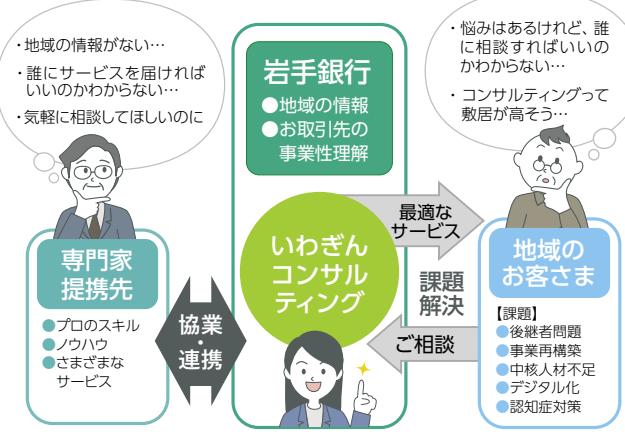 ・地域の情報がない…
・誰にサービスを届ければ
いいのかわからない…
・気軽に相談してほしいのに
専門家
提携先
●プロのスキル
●ノウハウ
●さまざまな
サービス
協業
・
連携
岩手銀行
●地域の情報
●お取引先の
事業性理解
いわぎん
コンサル
ティング
最適な
サービス
課題
解決
ご相談
・悩みはあるけれど、誰
に相談すればいいの
かわからない…
・コンサルティングって
敷居が高そう…
地域の
お客さま
【課題】
●後継者問題
●事業再構築
●中核人材不足
●デジタル化
●認知症対策